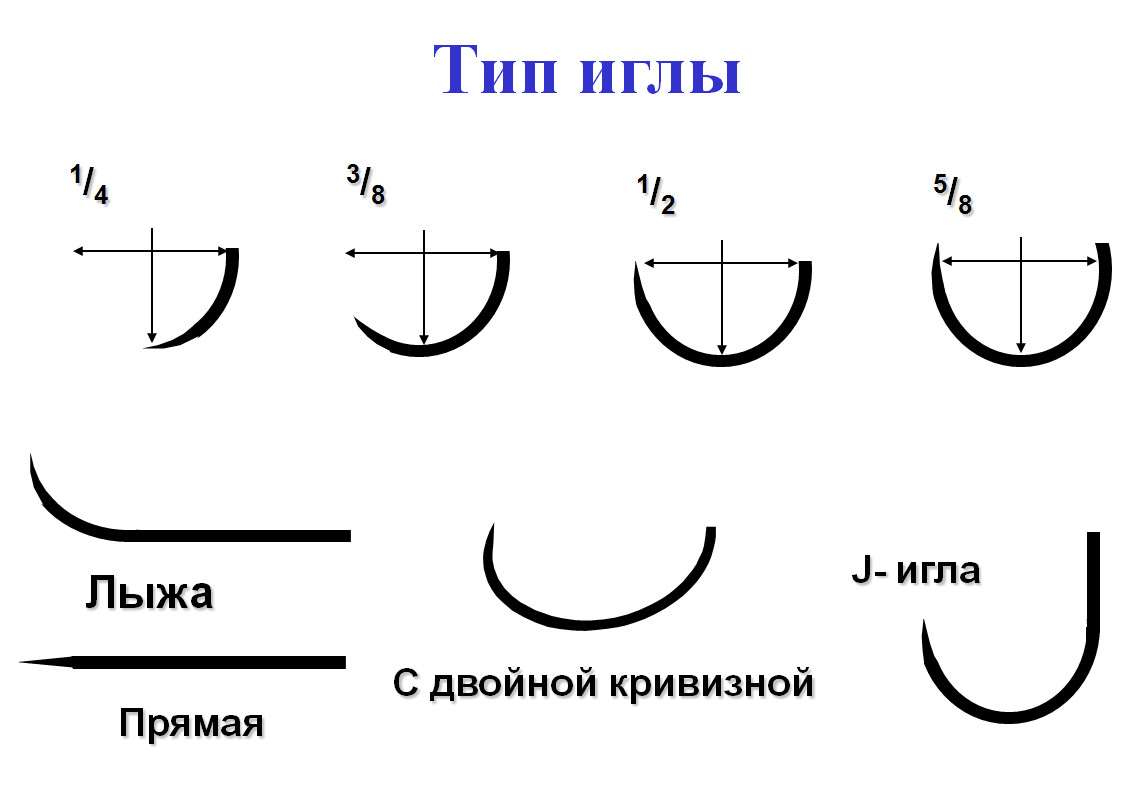 Тип иглы
1/4
3/8
1/2
5/8
Лыжа
J- игла
С двойной кривизной
Прямая